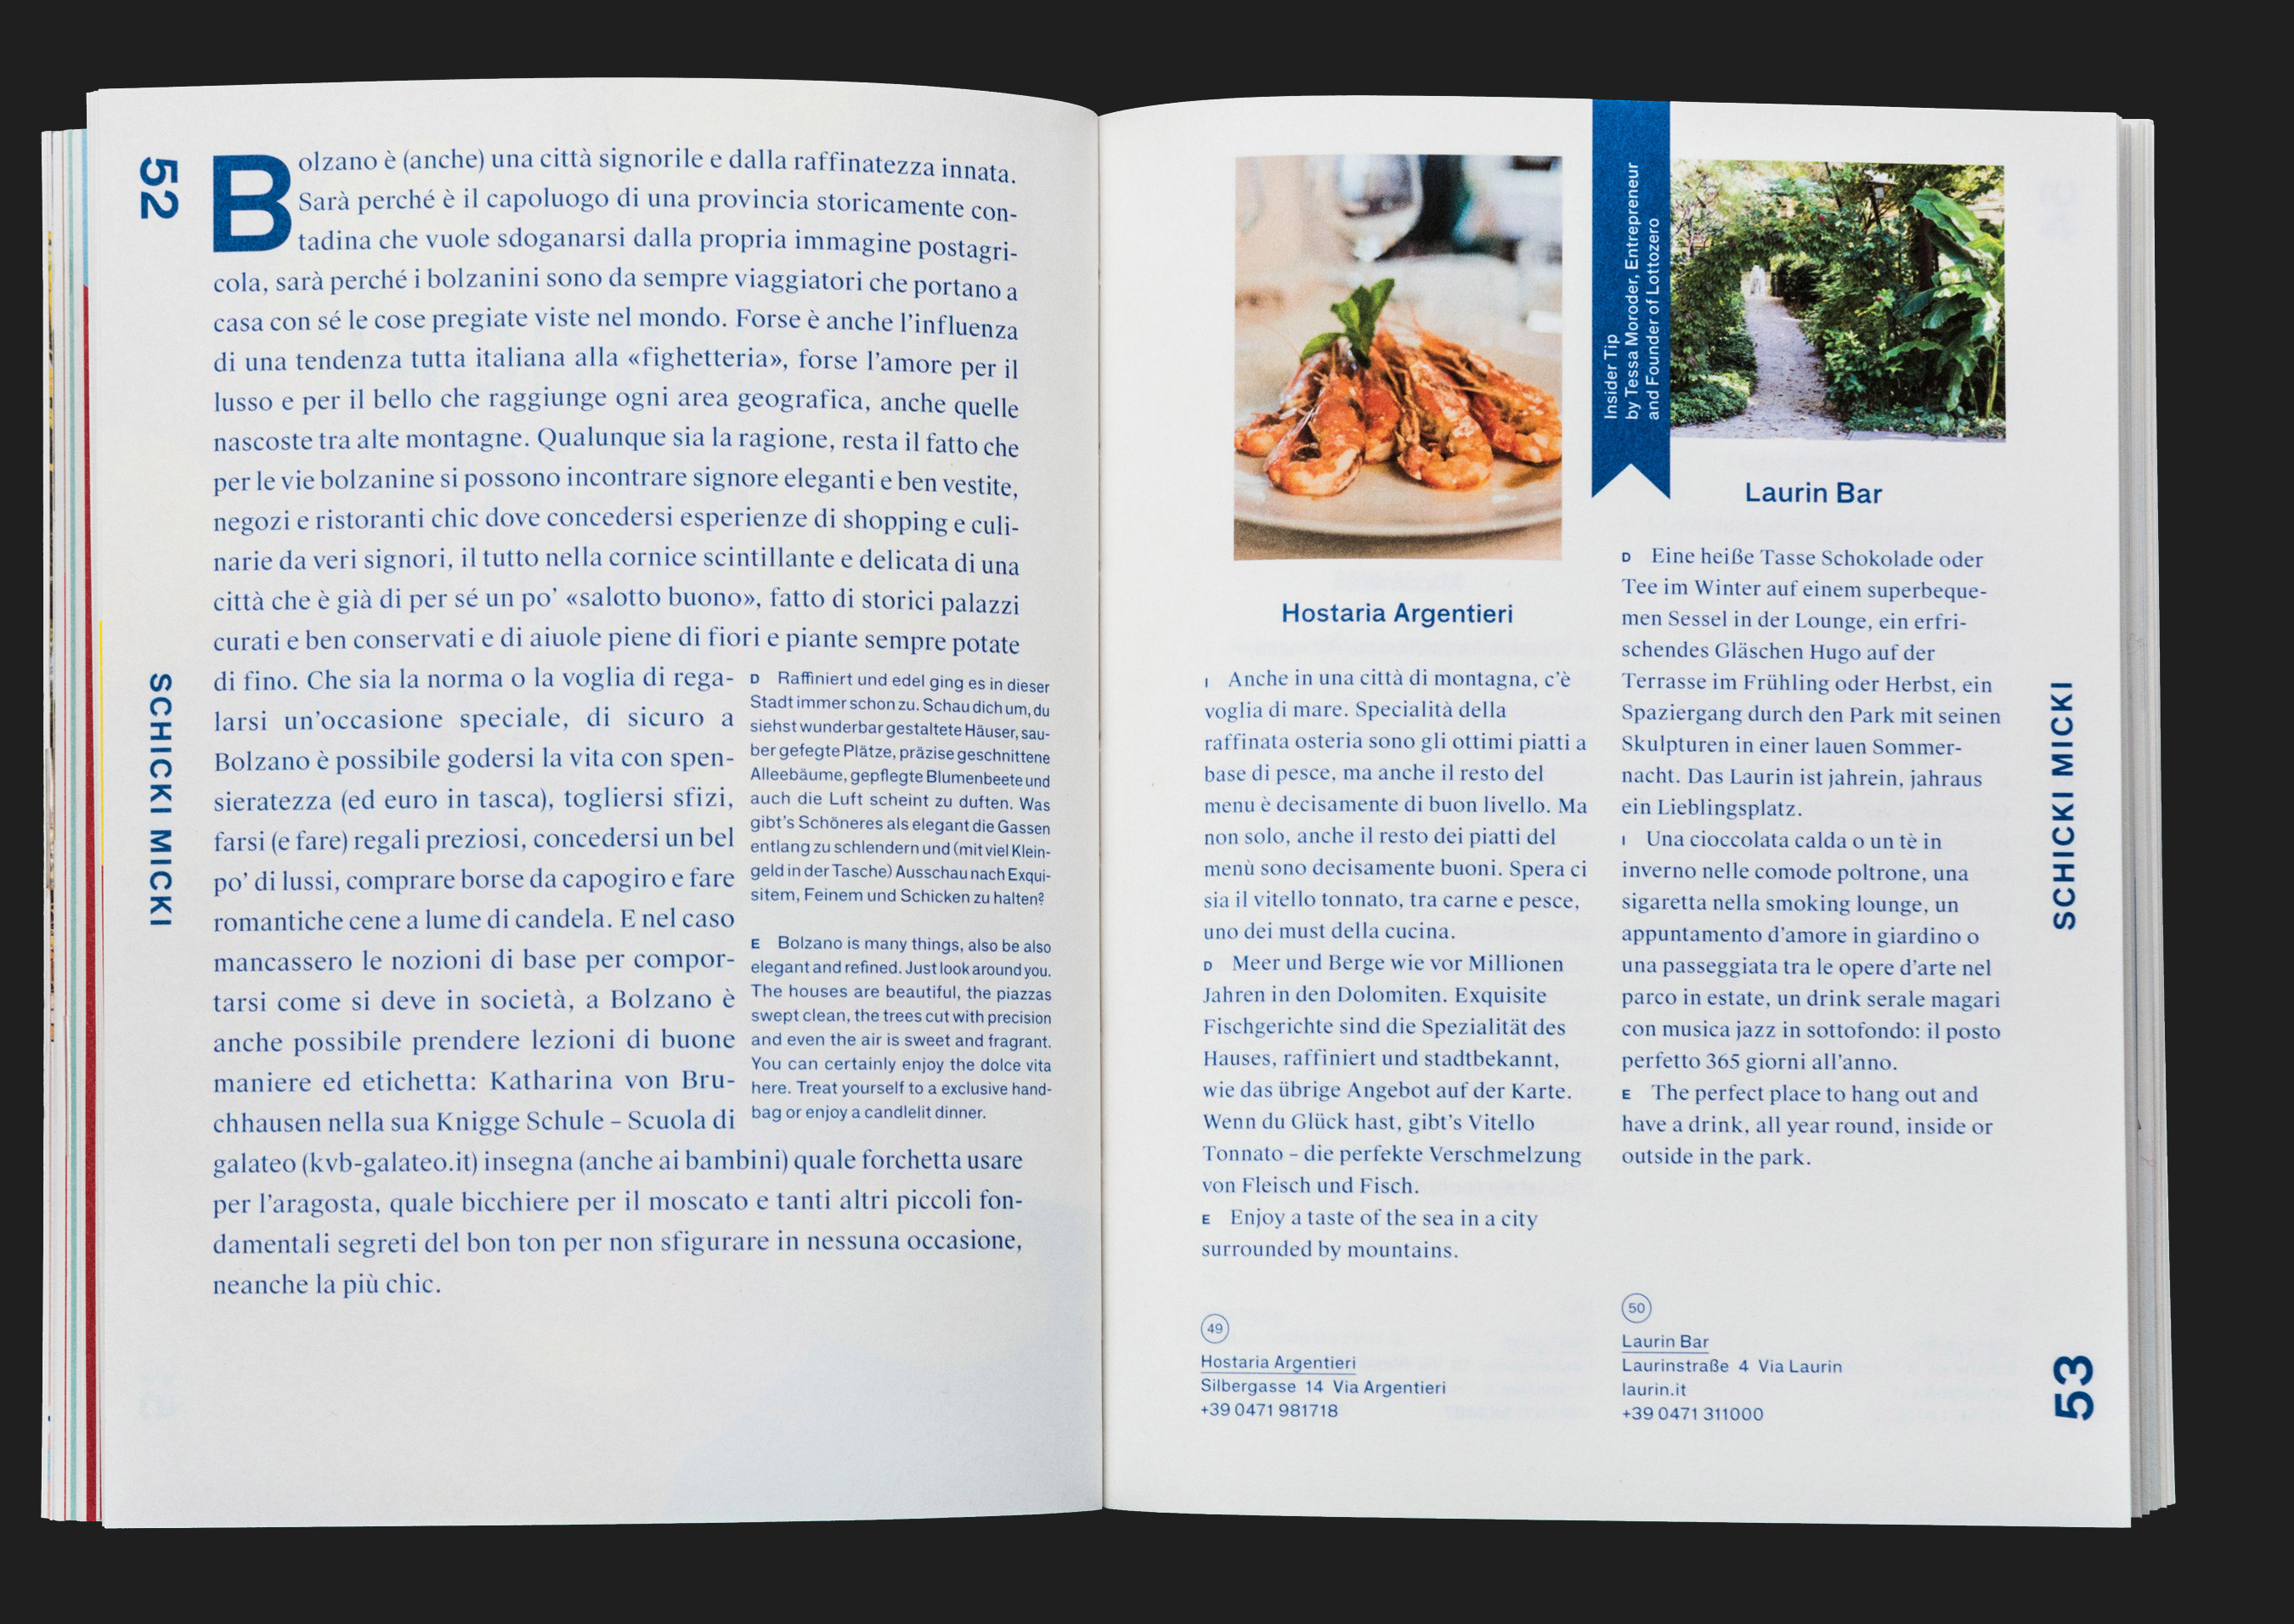 52
SCHICKI MICKI
Bolzano è (anche) una città signorile e dalla raffinatezza innata.
Sarà perché è il capoluogo di una provincia storicamente con-
tadina che vuole sdoganarsi dalla propria immagine postagri-
cola, sarà perché i bolzanini sono da sempre viaggiatori che portano a
casa con sé le cose pregiate viste nel mondo. Forse è anche l'influenza
di una tendenza tutta italiana alla «fighetteria», forse l'amore per il
lusso e per il bello che raggiunge ogni area geografica, anche quelle
nascoste tra alte montagne. Qualunque sia la ragione, resta il fatto che
per le vie bolzanine si possono incontrare signore eleganti e ben vestite,
negozi e ristoranti chic dove concedersi esperienze di shopping e culi-
narie da veri signori, il tutto nella cornice scintillante e delicata di una
città che è già di per sé un po' «salotto buono», fatto di storici palazzi
curati e ben conservati e di aiuole piene di fiori e piante sempre potate
di fino. Che sia la norma o la voglia di rega-
larsi un'occasione speciale, di sicuro a
Bolzano è possibile godersi la vita con spen-
sieratezza (ed euro in tasca), togliersi sfizi,
farsi (e fare) regali preziosi, concedersi un bel
po' di lussi, comprare borse da capogiro e fare
romantiche cene a lume di candela. E nel caso
mancassero le nozioni di base per compor-
tarsi come si deve in società, a Bolzano è
anche possibile prendere lezioni di buone
maniere ed etichetta: Katharina von Bru-
chhausen nella sua Knigge Schule – Scuola di
galateo (kvb-galateo.it) insegna (anche ai bambini) quale forchetta usare
per l'aragosta, quale bicchiere per il moscato e tanti altri piccoli fon-
damentali segreti del bon ton per non sfigurare in nessuna occasione,
neanche la più chic.
D Raffiniert und edel ging es in dieser
Stadt immer schon zu. Schau dich um, du
siehst wunderbar gestaltete Häuser, sau-
ber gefegte Plätze, präzise geschnittene
Alleebäume, gepflegte Blumenbeete und
auch die Luft scheint zu duften. Was
gibt's Schöneres als elegant die Gassen
entlang zu schlendern und (mit viel Klein-
geld in der Tasche) Ausschau nach Exqui-
sitem, Feinem und Schicken zu halten?
E Bolzano is many things, also be also
elegant and refined. Just look around you.
The houses are beautiful, the piazzas
swept clean, the trees cut with precision
and even the air is sweet and fragrant.
You can certainly enjoy the dolce vita
here. Treat yourself to a exclusive hand-
bag or enjoy a candlelit dinner.
Hostaria Argentieri
I Anche in una città di montagna, c'è
voglia di mare. Specialità della
raffinata osteria sono gli ottimi piatti a
base di pesce, ma anche il resto del
menu è decisamente di buon livello. Ma
non solo, anche il resto dei piatti del
menù sono decisamente buoni. Spera ci
sia il vitello tonnato, tra carne e pesce,
uno dei must della cucina.
D Meer und Berge wie vor Millionen
Jahren in den Dolomiten. Exquisite
Fischgerichte sind die Spezialität des
Hauses, raffiniert und stadtbekannt,
wie das übrige Angebot auf der Karte.
Wenn du Glück hast, gibt's Vitello
Tonnato – die perfekte Verschmelzung
von Fleisch und Fisch.
E Enjoy a taste of the sea in a city
surrounded by mountains.
49
Hostaria Argentieri
Silbergasse 14 Via Argentieri
+39 0471 981718
Insider Tip
by Tessa Moroder, Entrepreneur
and Founder of Lottozero
Laurin Bar
D Eine heiße Tasse Schokolade oder
Tee im Winter auf einem superbeque-
men Sessel in der Lounge, ein erfri-
schendes Gläschen Hugo auf der
Terrasse im Frühling oder Herbst, ein
Spaziergang durch den Park mit seinen
Skulpturen in einer lauen Sommer-
nacht. Das Laurin ist jahrein, jahraus
ein Lieblingsplatz.
I Una cioccolata calda o un tè in
inverno nelle comode poltrone, una
sigaretta nella smoking lounge, un
appuntamento d'amore in giardino o
una passeggiata tra le opere d'arte nel
parco in estate, un drink serale magari
con musica jazz in sottofondo: il posto
perfetto 365 giorni all'anno.
E The perfect place to hang out and
have a drink, all year round, inside or
outside in the park.
50
Laurin Bar
Laurinstraße 4 Via Laurin
laurin.it
+39 0471 311000
SCHICKI MICKI
53